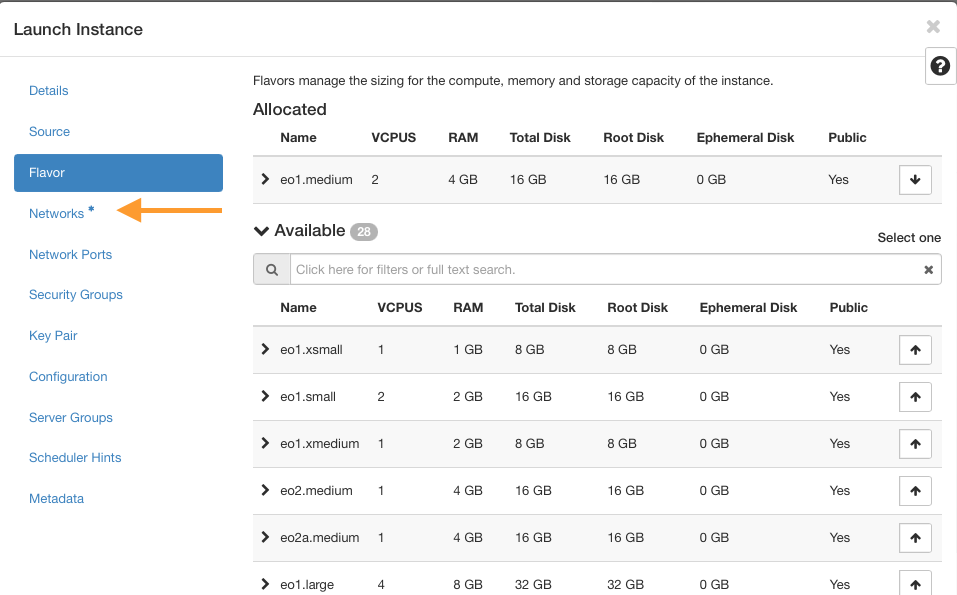 Launch Instance
Details
Source
Flavor
Networks *
Network Ports
Security Groups
Key Pair
Configuration
Server Groups
Scheduler Hints
Metadata
Flavors manage the sizing for the compute, memory and storage capacity of the instance.
Allocated
Name VCPUS RAM Total Disk Root Disk Ephemeral Disk Public
eo1.medium 2 4 GB 16 GB 16 GB 0 GB Yes
Available 28
Select one
Click here for filters or full text search.
Name VCPUS RAM Total Disk Root Disk Ephemeral Disk Public
eo1.xsmall 1 1 GB 8 GB 8 GB 0 GB Yes
eo1.small 2 2 GB 16 GB 16 GB 0 GB Yes
eo1.xmedium 1 2 GB 8 GB 8 GB 0 GB Yes
eo2.medium 1 4 GB 16 GB 16 GB 0 GB Yes
eo2a.medium 1 4 GB 16 GB 16 GB 0 GB Yes
eo1.large 4 8 GB 32 GB 32 GB 0 GB Yes